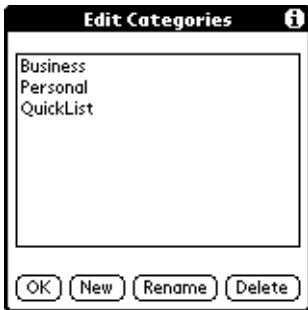 Edit Categories i
Business
Personal
QuickList
OK New Rename Delete